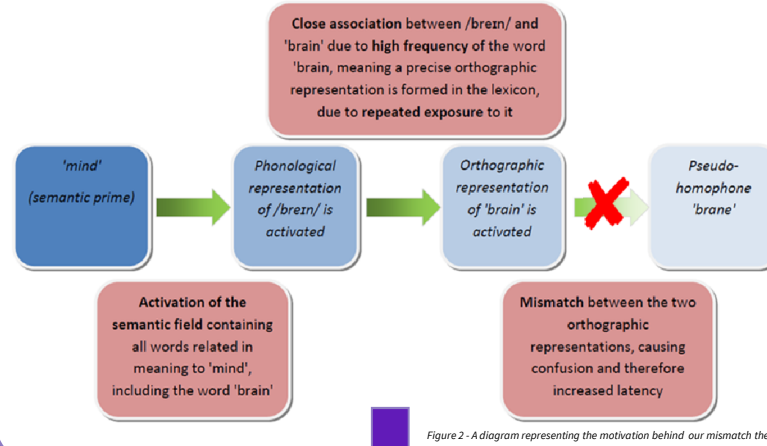 Close association between /breɪn/ and
'brain' due to high frequency of the word
'brain, meaning a precise orthographic
representation is formed in the lexicon,
due to repeated exposure to it
'mind'
(semantic prime)
Phonological
representation
of /breɪn/ is
activated
Orthographic
representation
of 'brain' is
activated
Pseudo-
homophone
'brane'
Activation of the
semantic field containing
all words related in
meaning to 'mind',
including the word 'brain'
Mismatch between the two
orthographic
representations, causing
confusion and therefore
increased latency
Figure 2 - A diagram representing the motivation behind our mismatch the